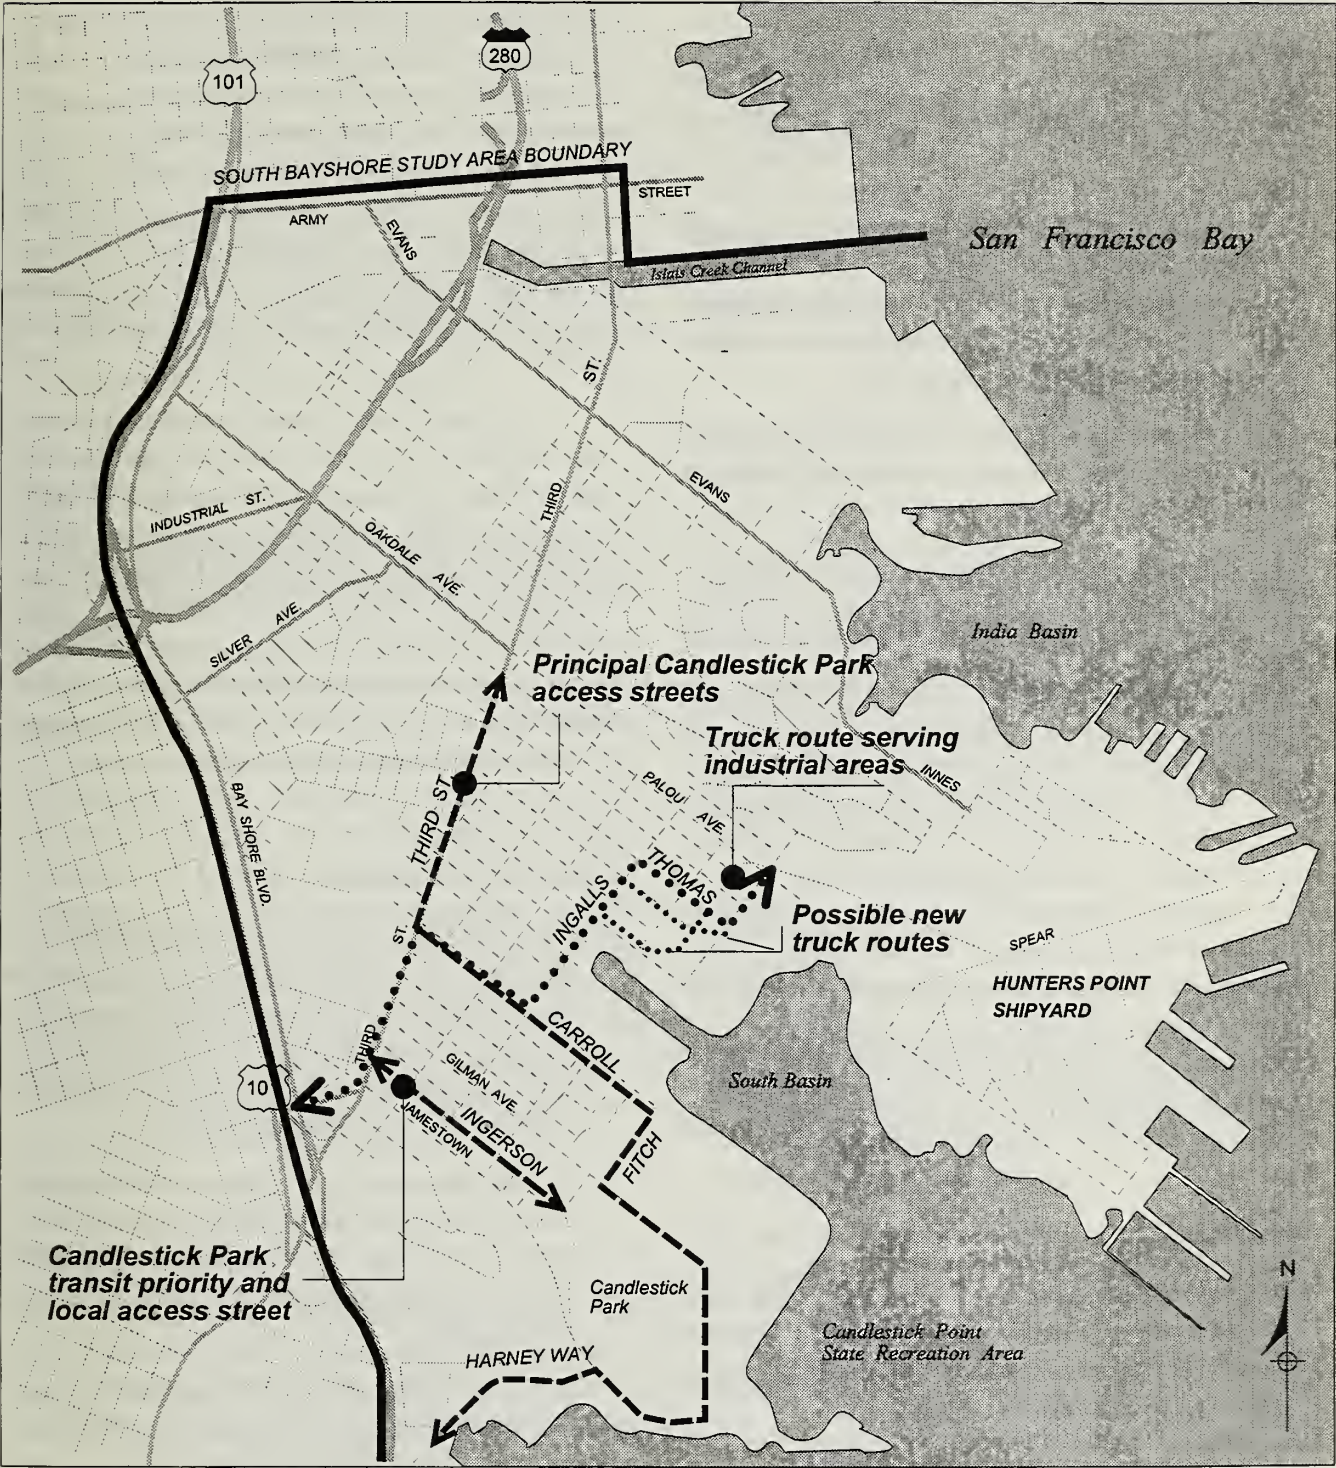 280
101
SOUTH BAYSHORE STUDY AREA BOUNDARY
STREET
ARMY
EVANS
San Francisco Bay
Islais Creek Channel
ST.
THIRD
EVANS
INDUSTRIAL ST.
OAKDALE AVE.
SILVER AVE.
India Basin
Principal Candlestick Park
access streets
Truck route serving
industrial areas
INNES
PALOU AVE.
BAY SHORE BLVD.
THIRD ST.
THOMAS
INGALLS
Possible new
truck routes
ST.
THIRD
SPEAR
HUNTERS POINT
SHIPYARD
CARROLL
GILMAN AVE.
South Basin
10
INGERSON
JAMESTOWN
FITCH
Candlestick Park
transit priority and
local access street
N
Candlestick
Park
Candlestick Point
State Recreation Area
HARNEY WAY